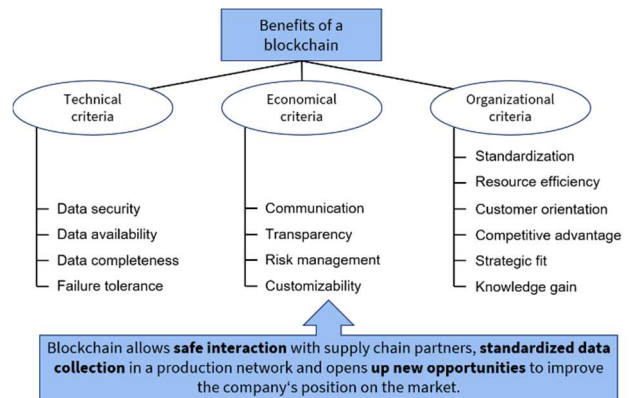 Benefits of a
blockchain
Technical
criteria
Economical
criteria
Organizational
criteria
Data security
Data availability
Data completeness
Failure tolerance
Communication
Transparency
Risk management
Customizability
Standardization
Resource efficiency
Customer orientation
Competitive advantage
Strategic fit
Knowledge gain
Blockchain allows safe interaction with supply chain partners, standardized data
collection in a production network and opens up new opportunities to improve
the company‘s position on the market.